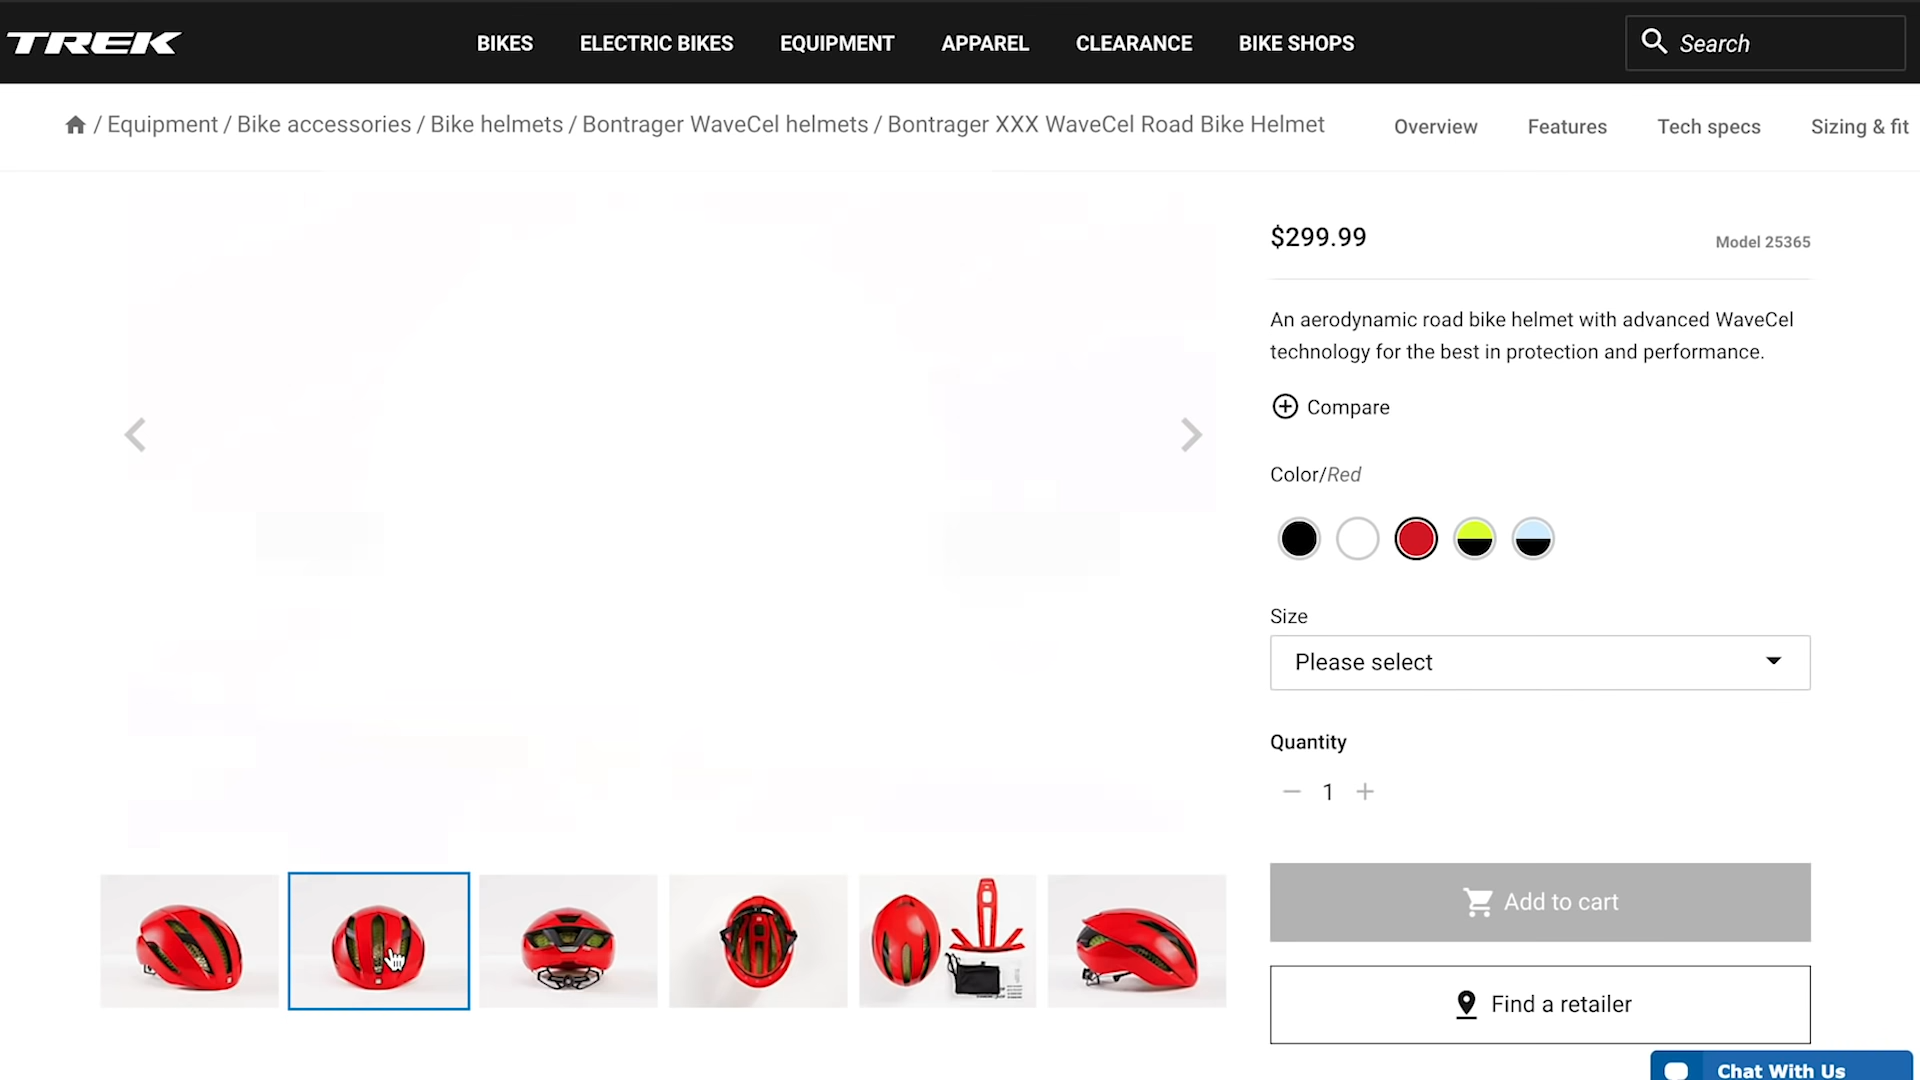 TREK
BIKES
ELECTRIC BIKES
EQUIPMENT
APPAREL
CLEARANCE
BIKE SHOPS
Search
/ Equipment / Bike accessories / Bike helmets / Bontrager WaveCel helmets / Bontrager XXX WaveCel Road Bike Helmet
Overview
Features
Tech specs
Sizing & fit
$299.99
Model 25365
An aerodynamic road bike helmet with advanced WaveCel
technology for the best in protection and performance.
Compare
Color/Red
Size
Please select
Quantity
1
Add to cart
Find a retailer
Chat With Us